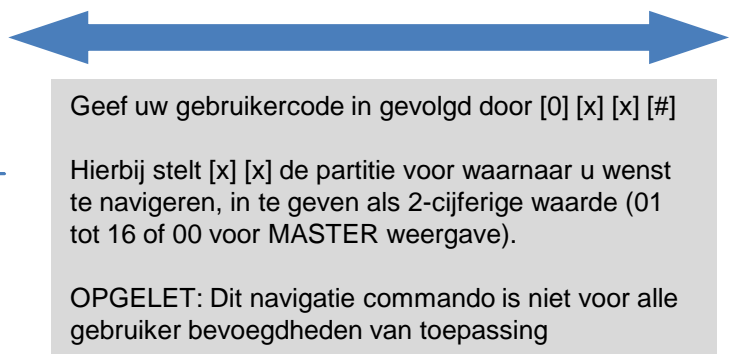 Geef uw gebruikercode in gevolgd door [0] [x] [x] [#]
Hierbij stelt [x] [x] de partitie voor waarnaar u wenst
te navigeren, in te geven als 2-cijferige waarde (01
tot 16 of 00 voor MASTER weergave).
OPGELET: Dit navigatie commando is niet voor alle
gebruiker bevoegdheden van toepassing